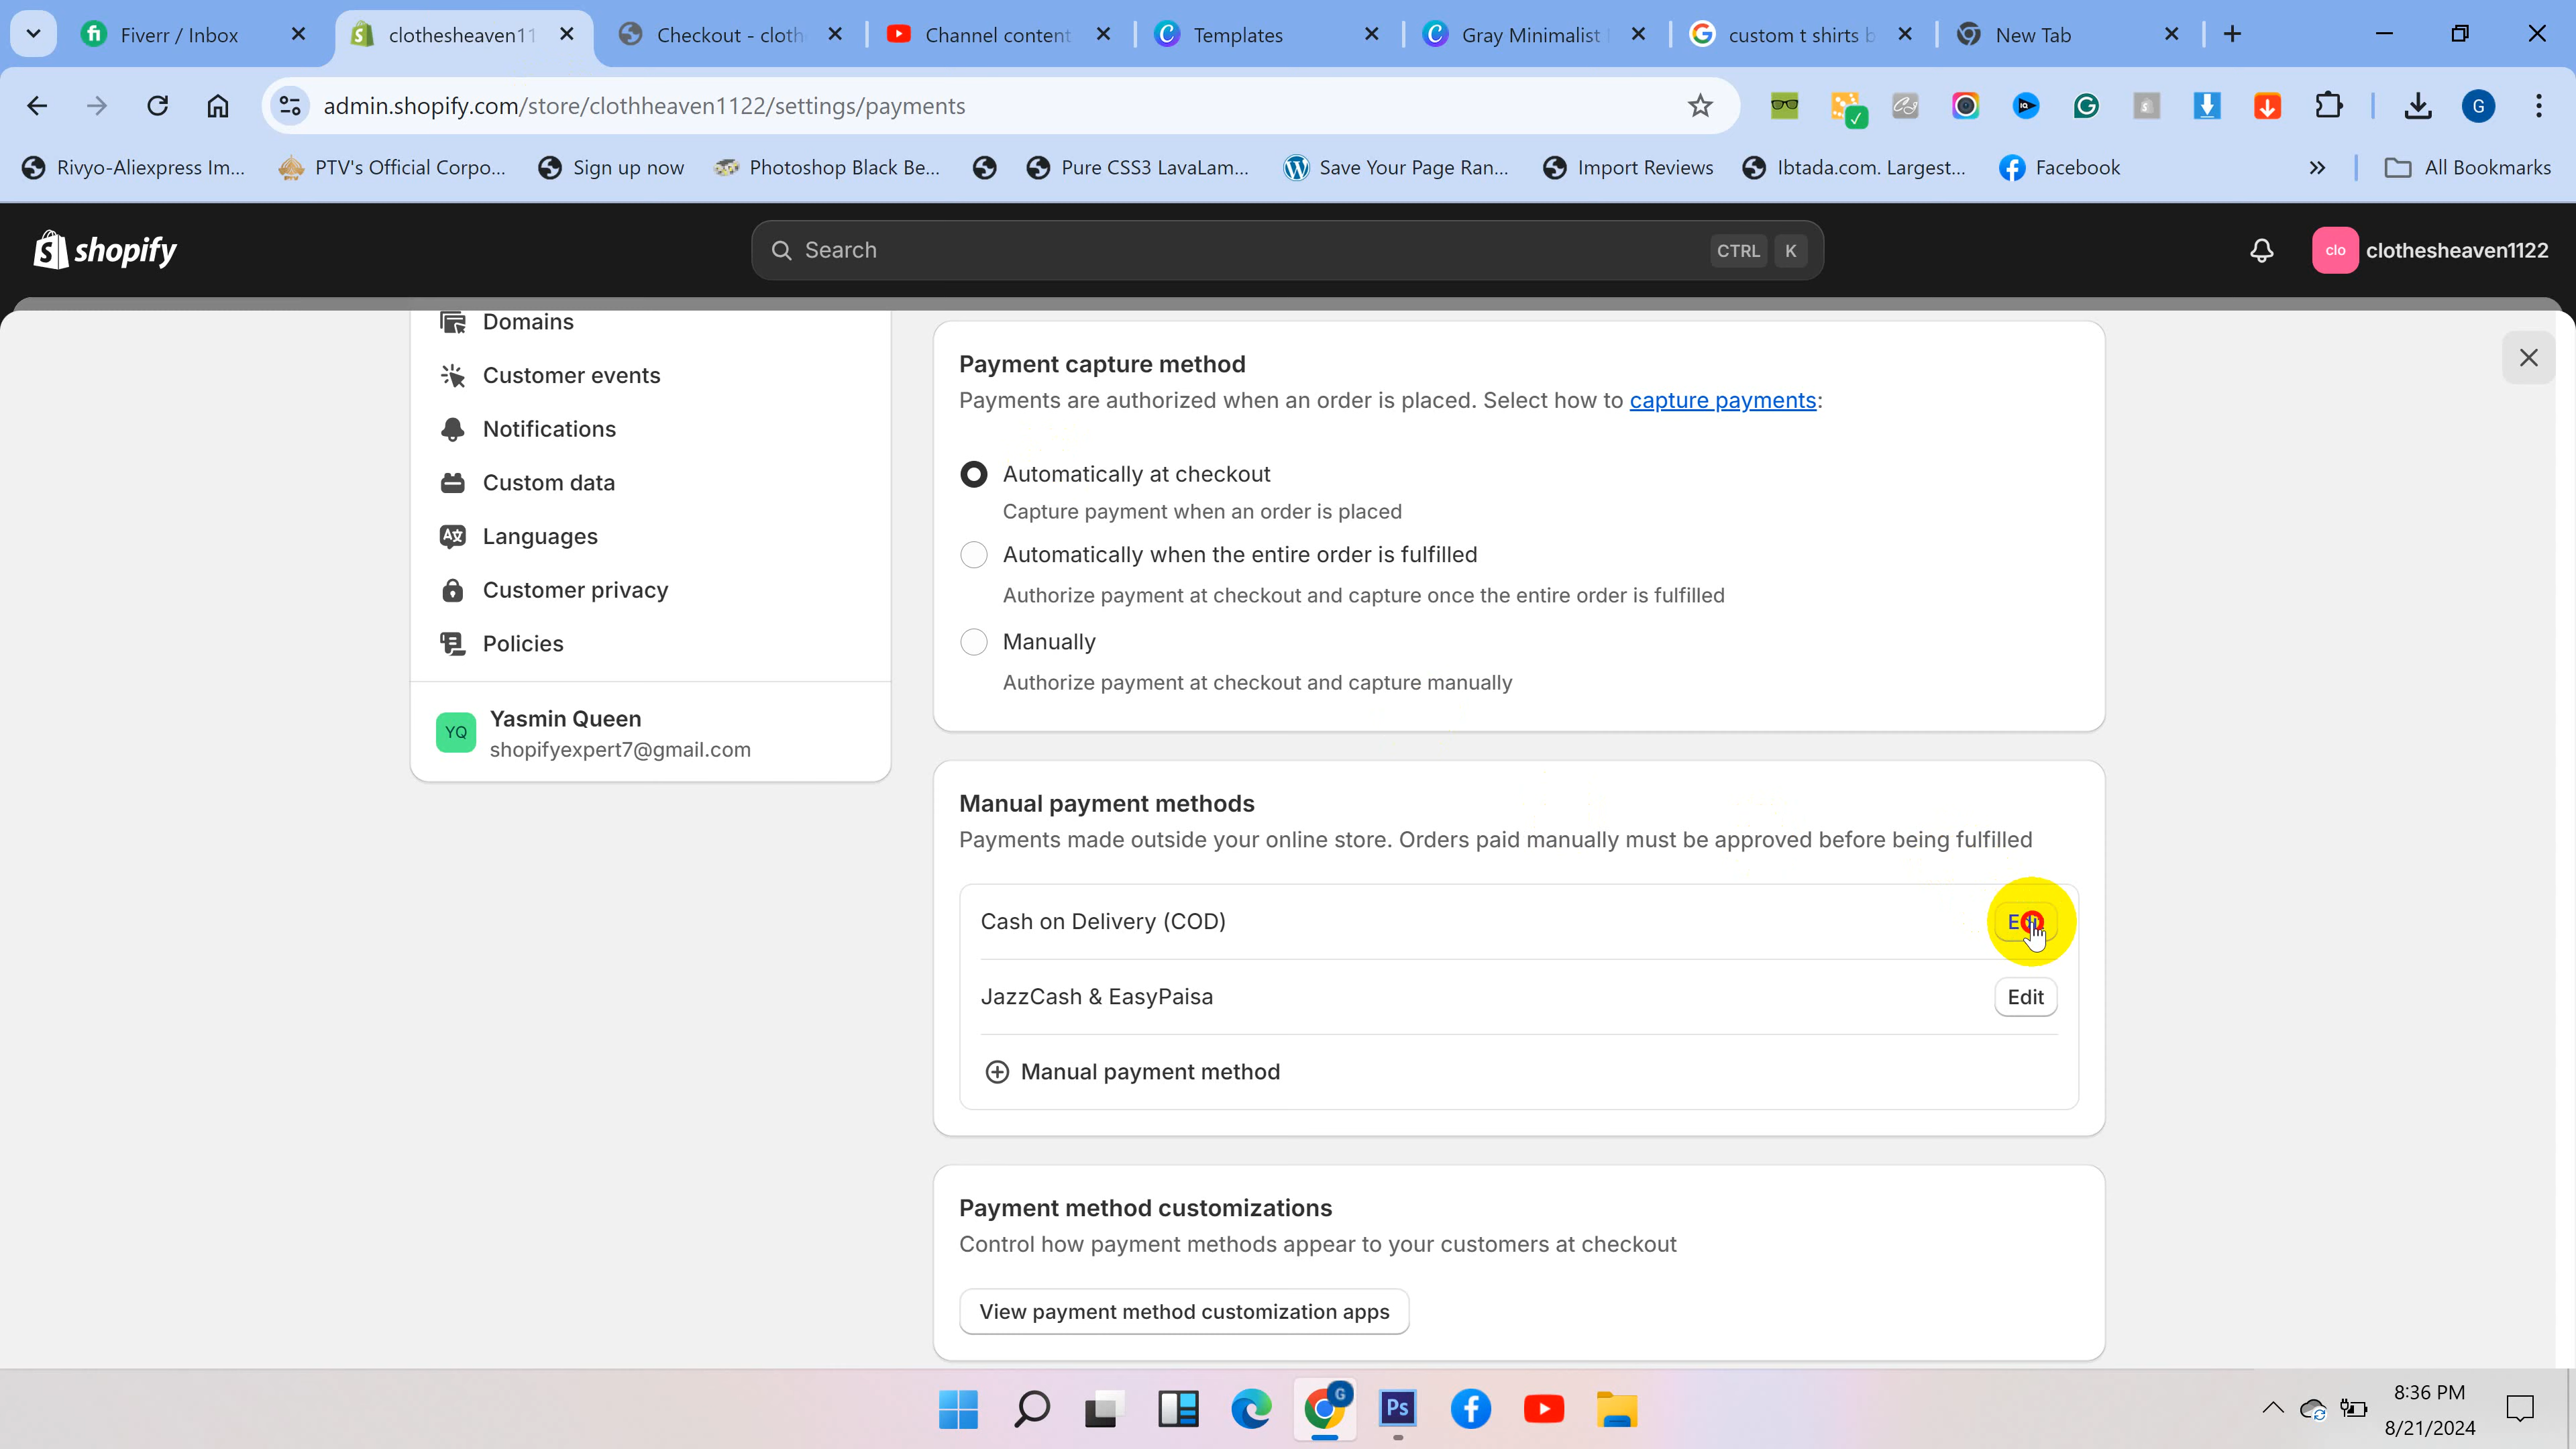 Fiverr / Inbox
clothesheaven11
Checkout - cloth
Channel content
Templates
Gray Minimalist
custom t shirts b
New Tab
admin.shopify.com/store/clothheaven1122/settings/payments
G
Rivyo-Aliexpress Im...
PTV's Official Corpo...
Sign up now
Photoshop Black Be...
Pure CSS3 LavaLam...
Save Your Page Ran...
Import Reviews
Ibtada.com. Largest...
Facebook
All Bookmarks
shopify
Search
CTRL K
clo
clothesheaven1122
Domains
Customer events
Notifications
Custom data
Languages
Customer privacy
Policies
YQ
Yasmin Queen
shopifyexpert7@gmail.com
Payment capture method
Payments are authorized when an order is placed. Select how to capture payments:
Automatically at checkout
Capture payment when an order is placed
Automatically when the entire order is fulfilled
Authorize payment at checkout and capture once the entire order is fulfilled
Manually
Authorize payment at checkout and capture manually
Manual payment methods
Payments made outside your online store. Orders paid manually must be approved before being fulfilled
Cash on Delivery (COD)
JazzCash & EasyPaisa
Edit
Manual payment method
Payment method customizations
Control how payment methods appear to your customers at checkout
View payment method customization apps
G
Ps
8:36 PM
8/21/2024